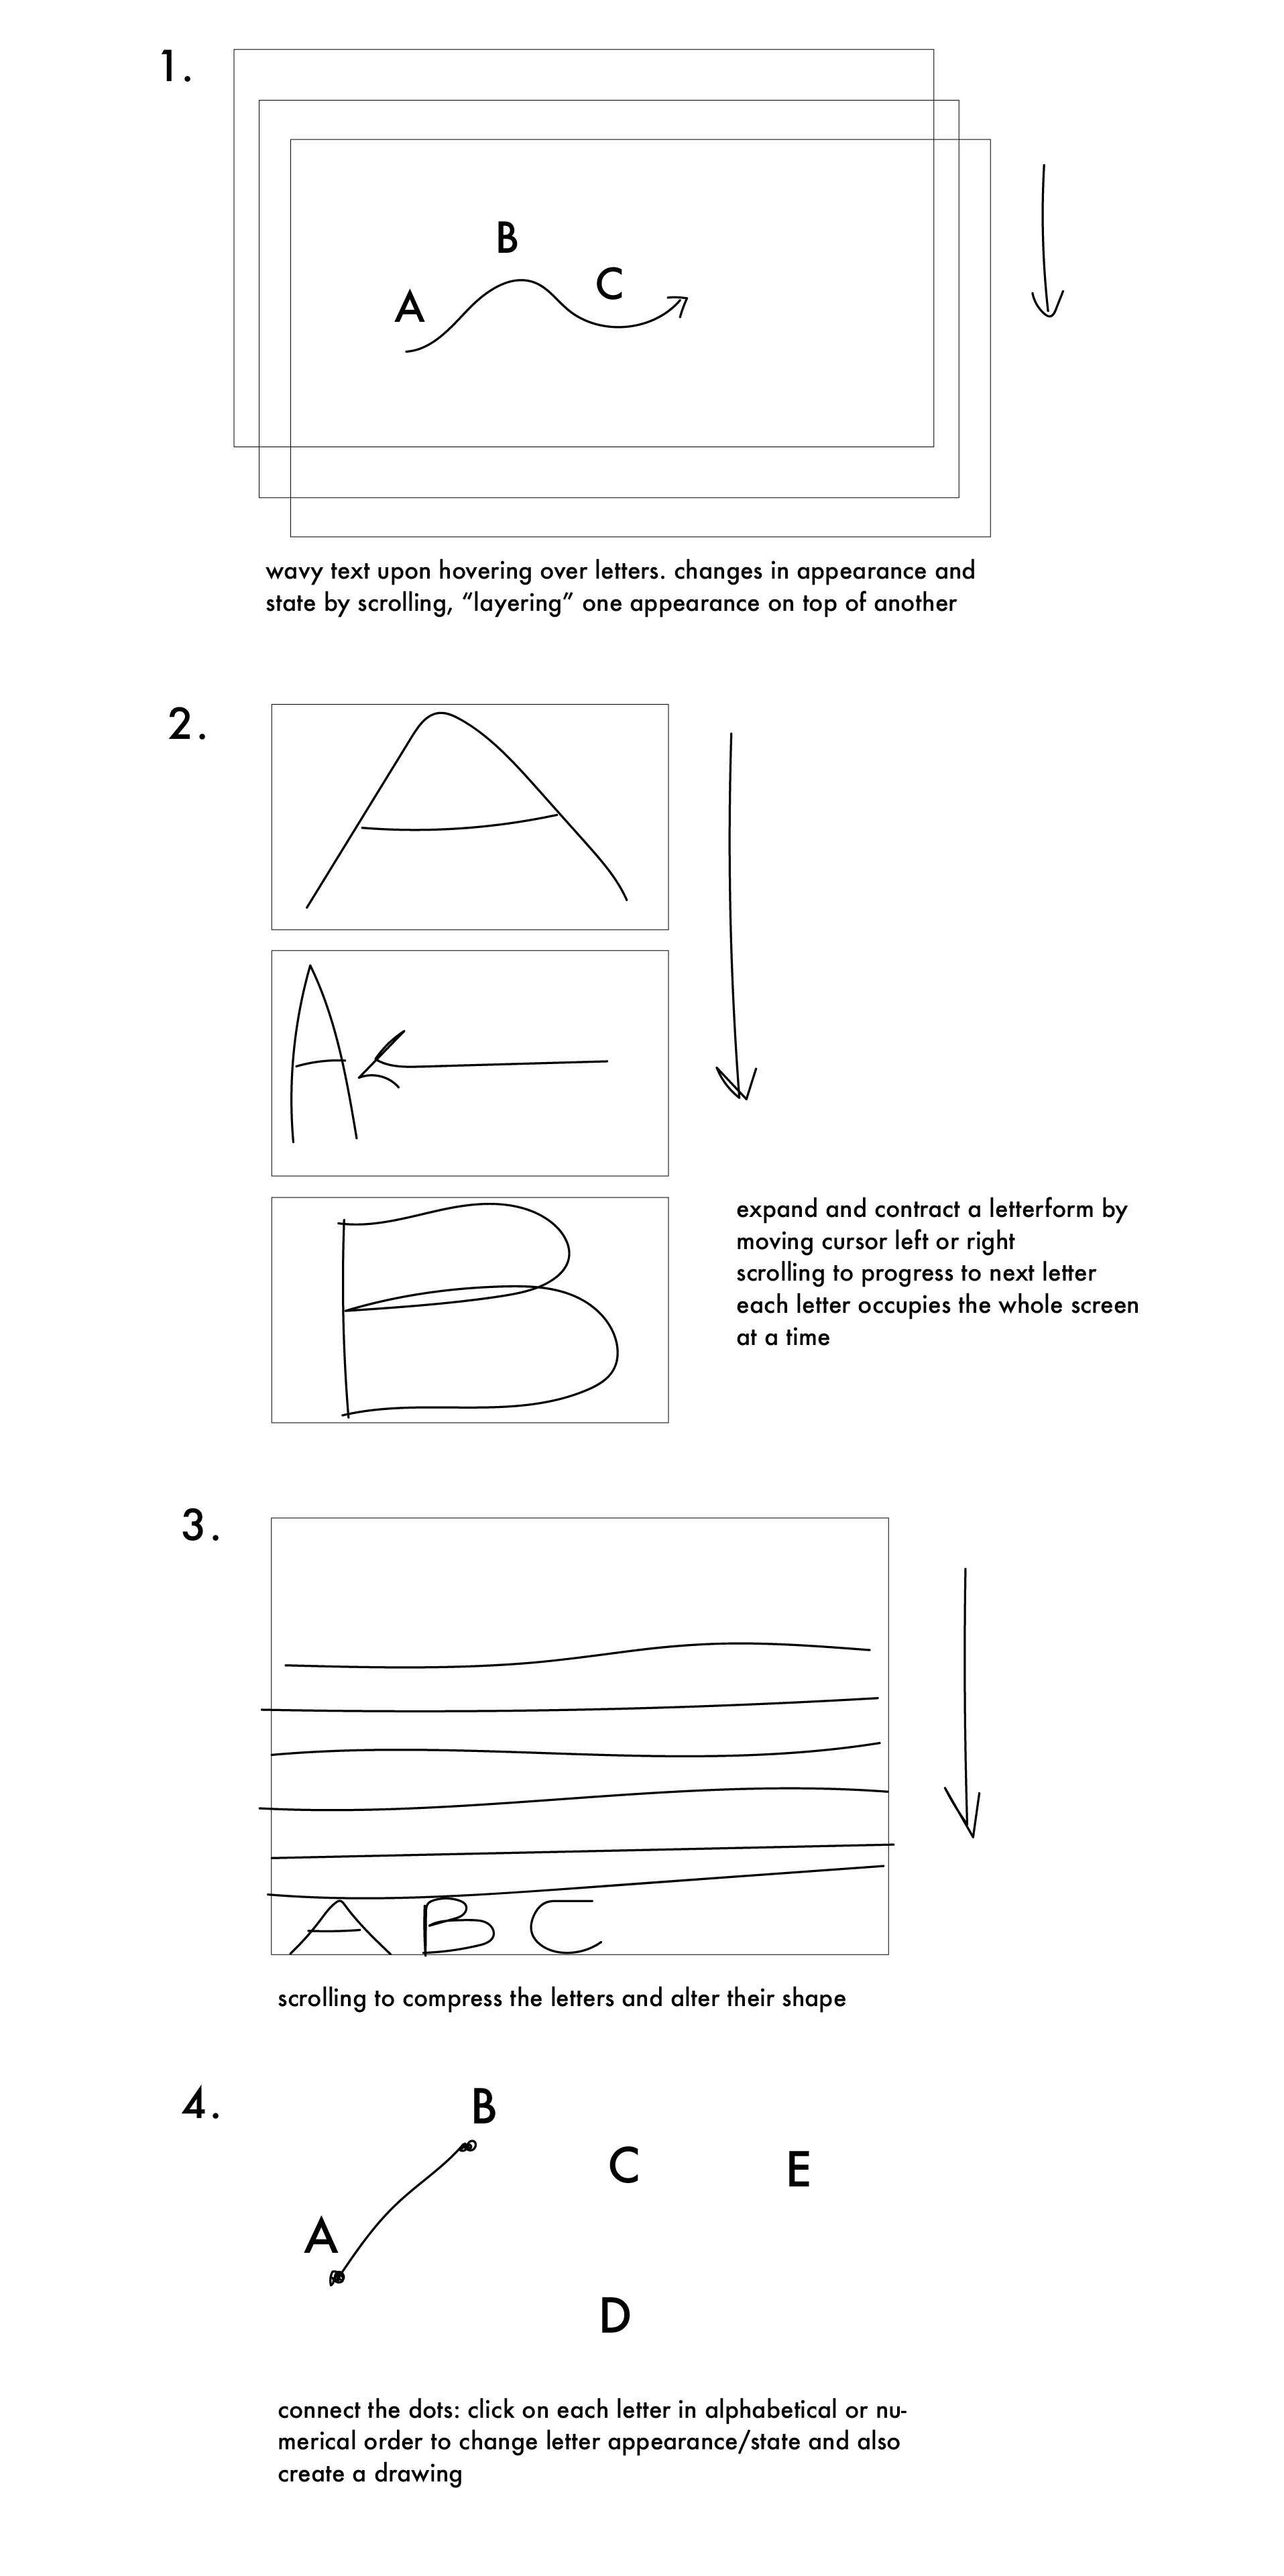 1.
B
C
A
wavy text upon hovering over letters. changes in appearance and
state by scrolling, “layering” one appearance on top of another
2.
A
A
B
expand and contract a letterform by
moving cursor left or right
scrolling to progress to next letter
each letter occupies the whole screen
at a time
3.
A B C
scrolling to compress the letters and alter their shape
4.
B
C
E
A
D
connect the dots: click on each letter in alphabetical or nu-
merical order to change letter appearance/state and also
create a drawing